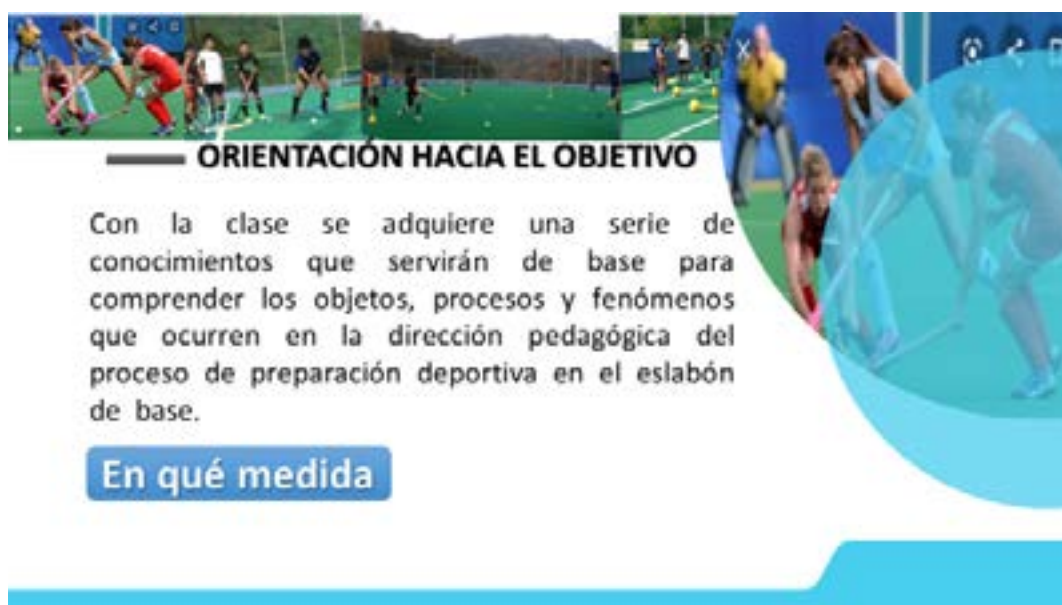 ORIENTACIÓN HACIA EL OBJETIVO
Con la clase se adquiere una serie de
conocimientos que servirán de base para
comprender los objetos, procesos y fenómenos
que ocurren en la dirección pedagógica del
proceso de preparación deportiva en el eslabón
de base.
En qué medida